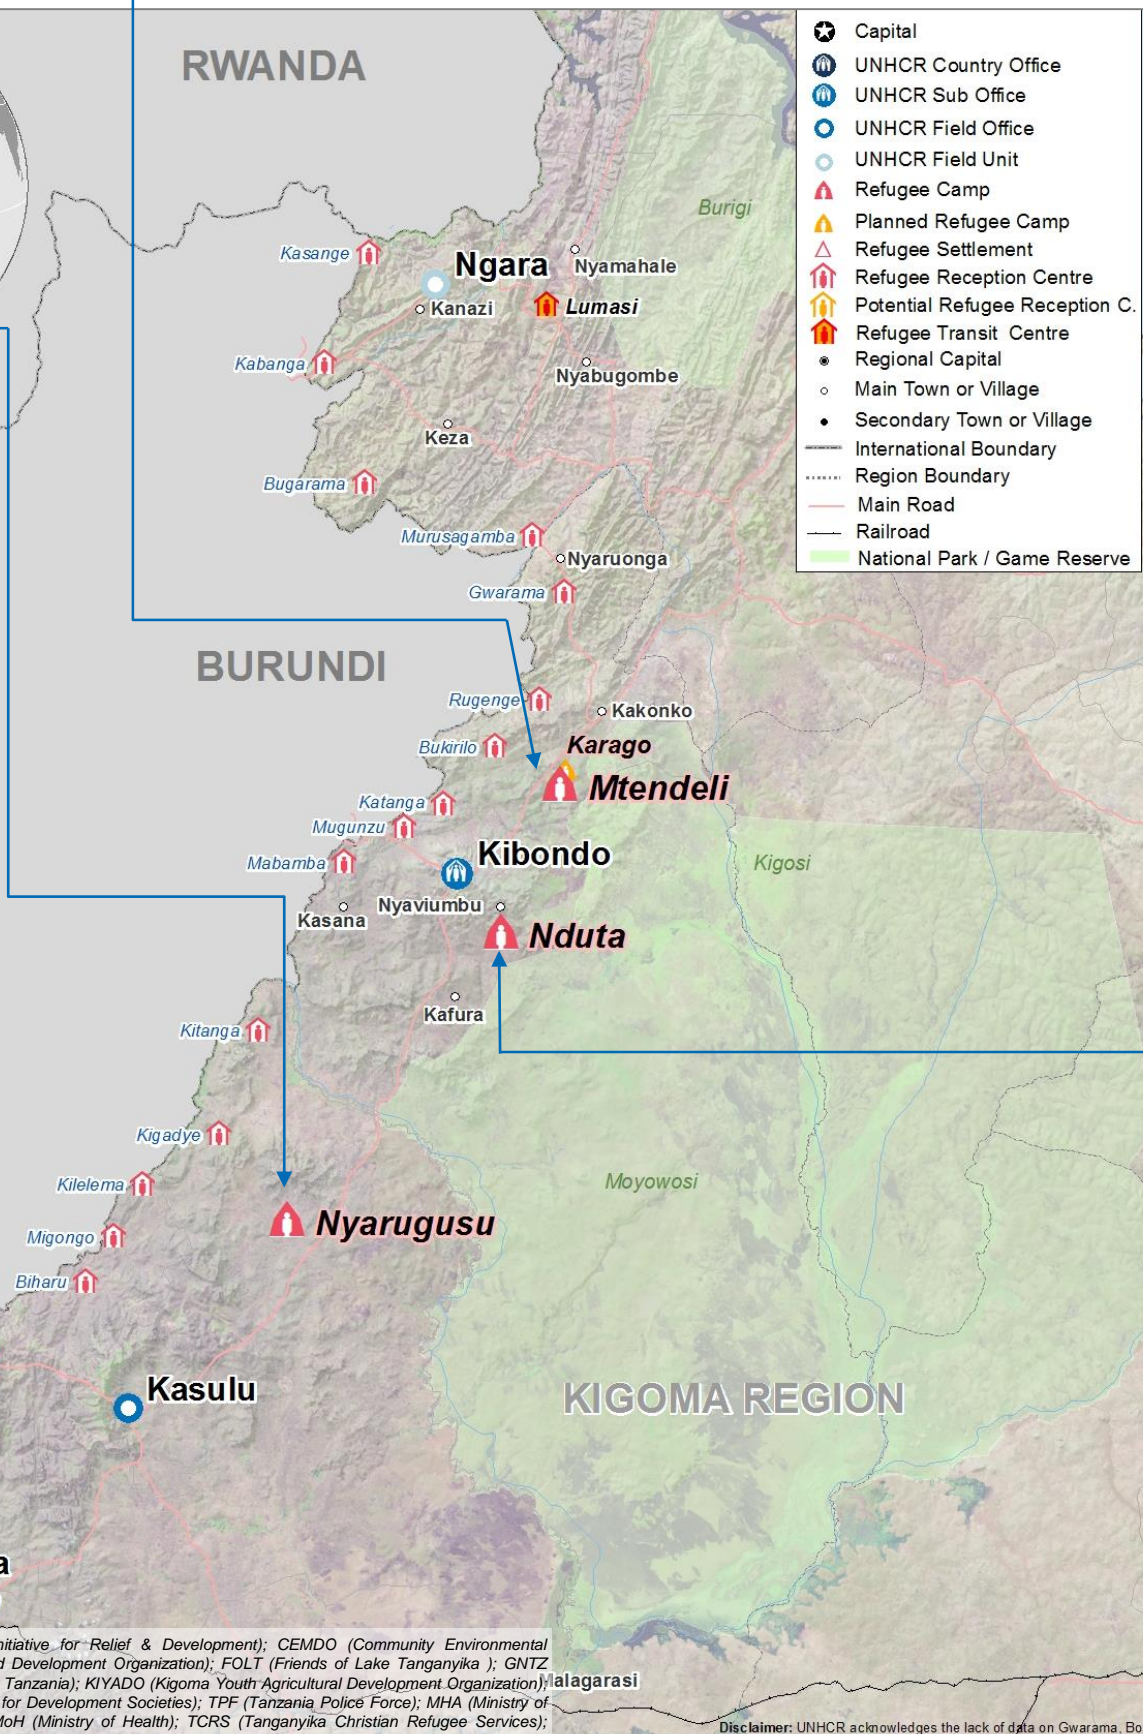 RWANDA
Capital
UNHCR Country Office
UNHCR Sub Office
UNHCR Field Office
UNHCR Field Unit
Refugee Camp
Planned Refugee Camp
Refugee Settlement
Refugee Reception Centre
Potential Refugee Reception C.
Refugee Transit Centre
Regional Capital
Main Town or Village
Secondary Town or Village
International Boundary
Region Boundary
Main Road
Railroad
National Park / Game Reserve
Burigi
Kasange
Ngara
Nyamahale
Kanazi
Lumasi
Kabanga
Nyabugombe
Keza
Bugarama
Murusagamba
Nyaruonga
Gwarama
BURUNDI
Rugenge
Kakonko
Bukirilo
Karago
Mtendeli
Katanga
Mugunzu
Kibondo
Mabamba
Kigosi
Nyaviumbu
Kasana
Nduta
Kafura
Kitanga
Kigadye
Kilelema
Moyowosi
Nyarugusu
Migongo
Biharu
Kasulu
KIGOMA REGION
a
nitiative for Relief & Development); CEMDO (Community Environmental
d Development Organization); FOLT (Friends of Lake Tanganyika ); GNTZ
Tanzania); KIYADO (Kigoma Youth Agricultural Development Organization);
for Development Societies); TPF (Tanzania Police Force); MHA (Ministry of
MoH (Ministry of Health); TCRS (Tanganyika Christian Refugee Services);
Malagarasi
Disclaimer: UNHCR acknowledges the lack of data on Gwarama, Bo